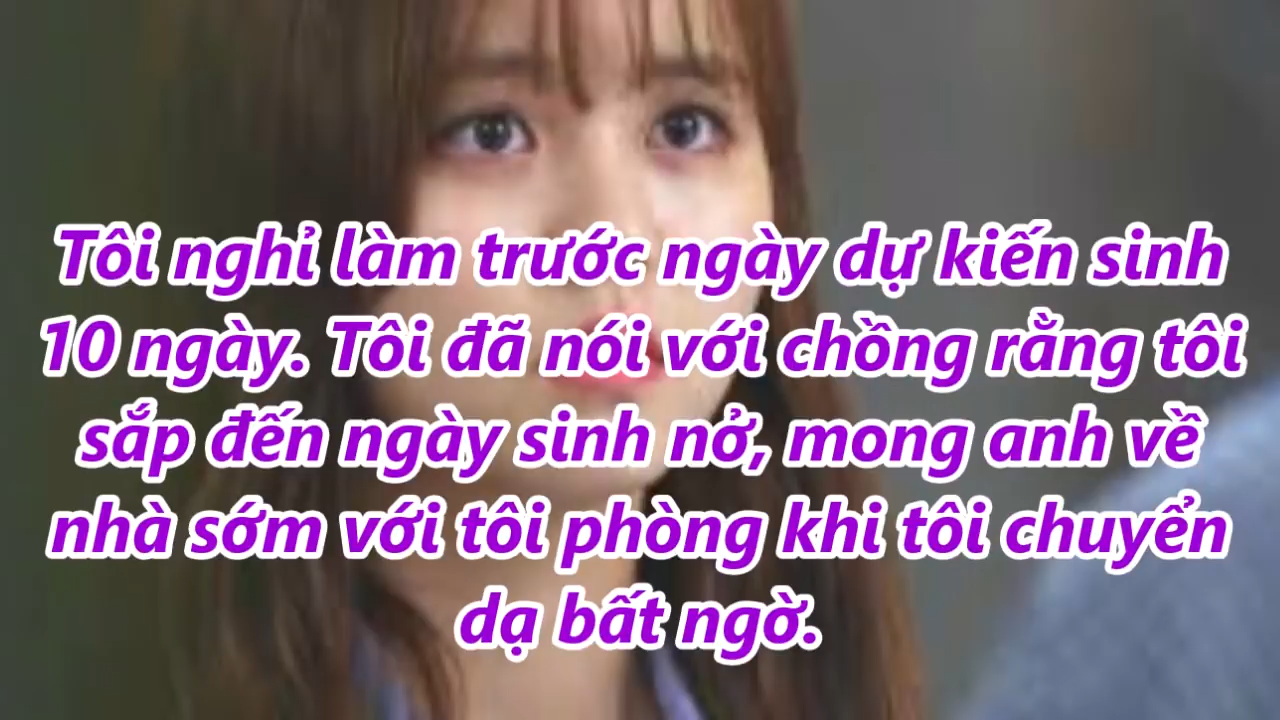 Tôi nghỉ làm trước ngày dự kiến sinh
10 ngày. Tôi đã nói với chồng rằng tôi
sắp đến ngày sinh nở, mong anh về
nhà sớm với tôi phòng khi tôi chuyển
dạ bất ngờ.